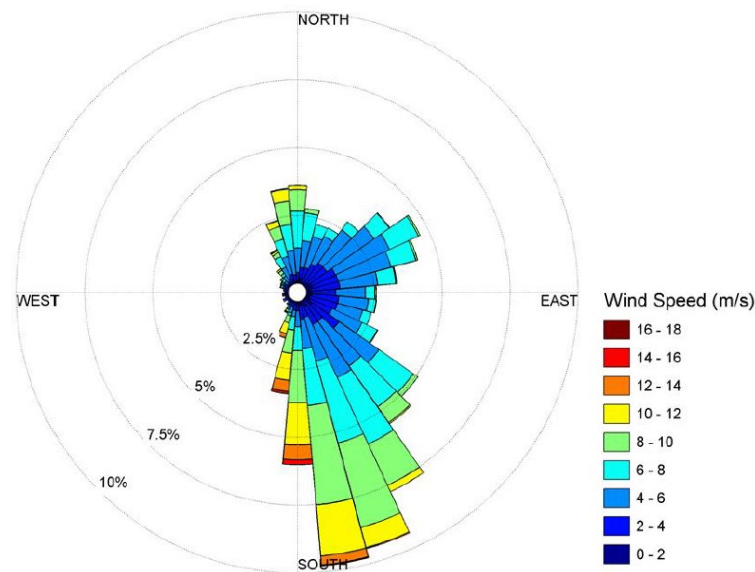 NORTH
WEST
EAST
SOUTH
2.5%
5%
7.5%
10%
Wind Speed (m/s)
16 - 18
14 - 16
12 - 14
10 - 12
8 - 10
6 - 8
4 - 6
2 - 4
0 - 2